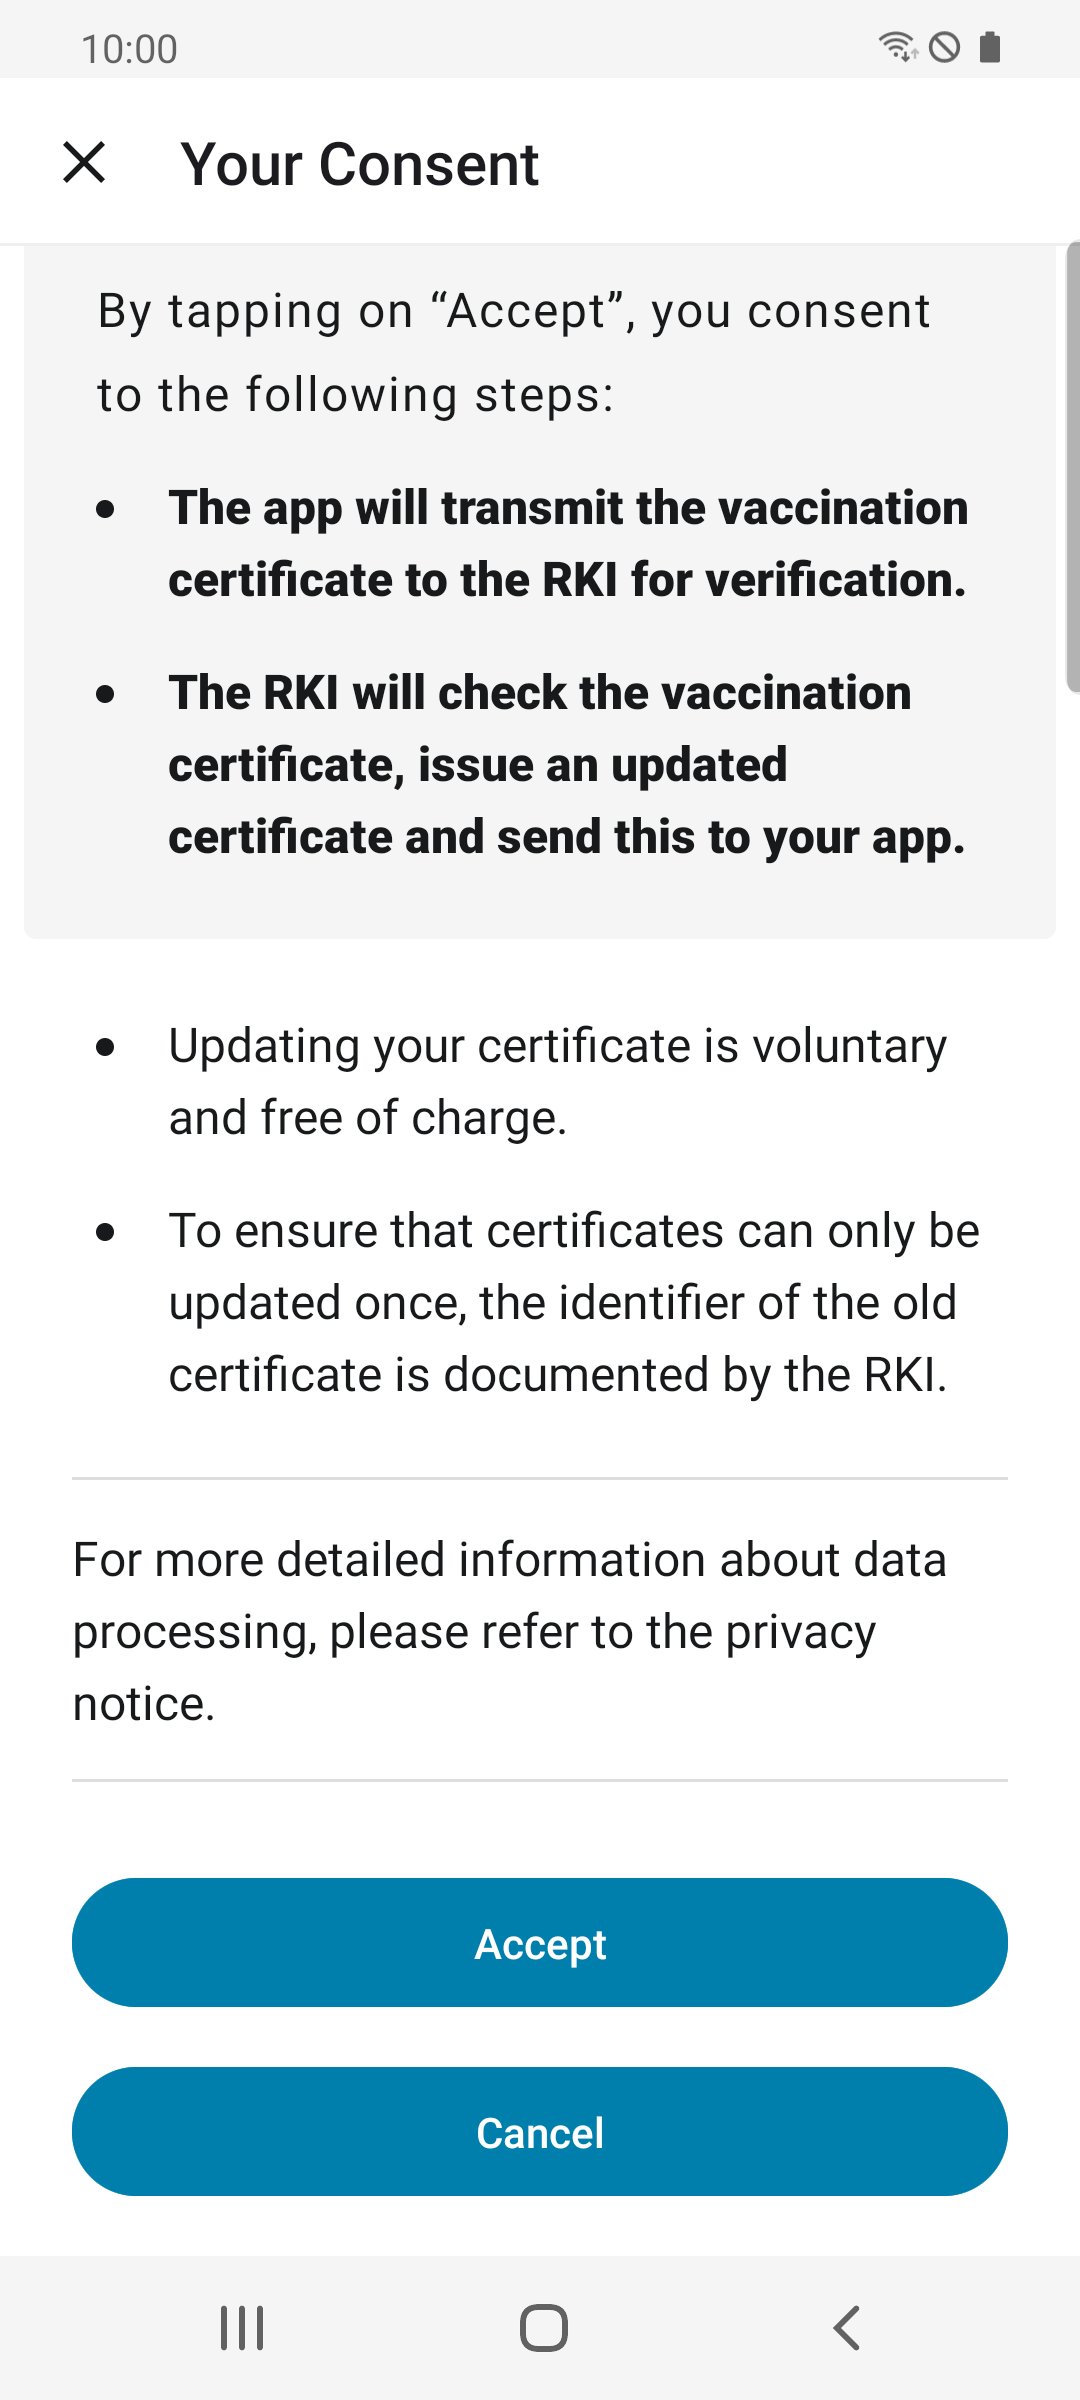 10:00
Your Consent
By tapping on “Accept”, you consent
to the following steps:
• The app will transmit the vaccination
certificate to the RKI for verification.
• The RKI will check the vaccination
certificate, issue an updated
certificate and send this to your app.
• Updating your certificate is voluntary
and free of charge.
• To ensure that certificates can only be
updated once, the identifier of the old
certificate is documented by the RKI.
For more detailed information about data
processing, please refer to the privacy
notice.
Accept
Cancel